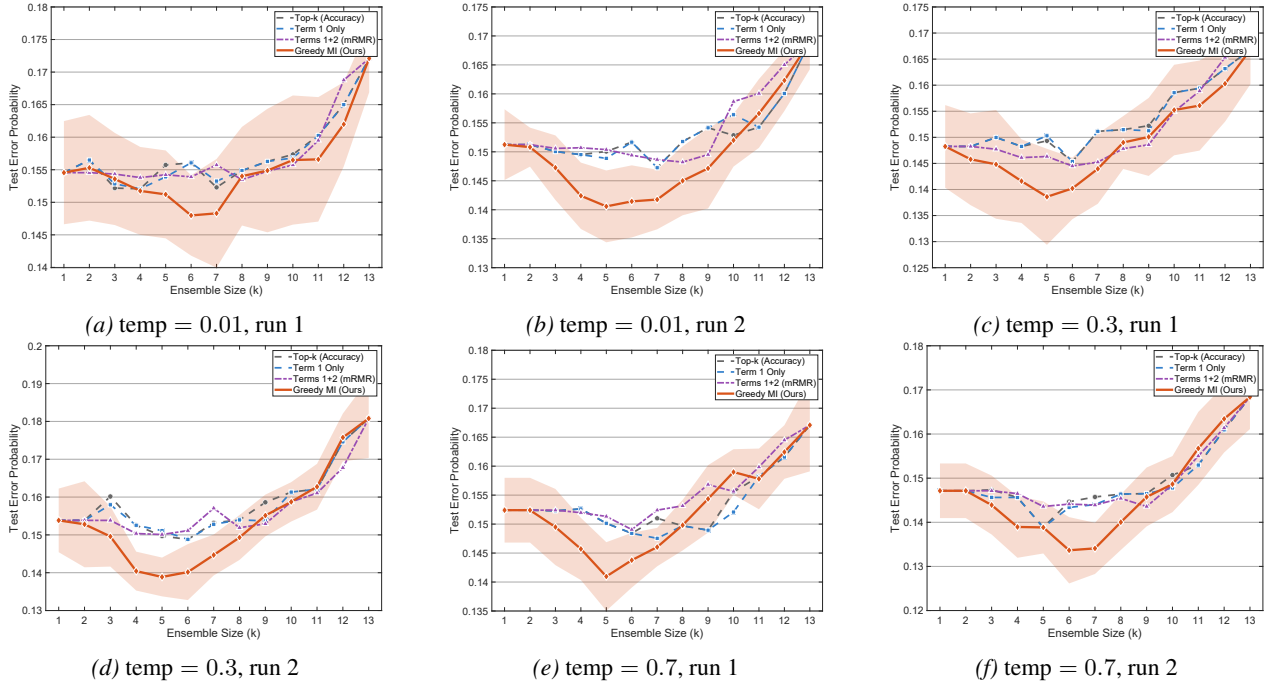 0.18
0.17
0.165
0.16
0.155
0.15
0.145
0.14
Test Error Probability
1 2 3 4 5 6 7 8 9 10 11 12 13
Ensemble Size (k)
Top-k (Accuracy)
Term 1 Only
Terms 1+2 (mRMR)
Greedy MI (Ours)
(a) temp = 0.01, run 1
0.175
0.165
0.16
0.155
0.15
0.145
0.14
0.135
0.13
Test Error Probability
1 2 3 4 5 6 7 8 9 10 11 12 13
Ensemble Size (k)
Top-k (Accuracy)
Term 1 Only
Terms 1+2 (mRMR)
Greedy MI (Ours)
(b) temp = 0.01, run 2
0.175
0.165
0.16
0.15
0.145
0.14
0.135
0.13
0.125
Test Error Probability
1 2 3 4 5 6 7 8 9 10 11 12 13
Ensemble Size (k)
Top-k (Accuracy)
Term 1 Only
Terms 1+2 (mRMR)
Greedy MI (Ours)
(c) temp = 0.3, run 1
0.2
0.19
0.18
0.17
0.16
0.15
0.14
0.13
Test Error Probability
1 2 3 4 5 6 7 8 9 10 11 12 13
Ensemble Size (k)
Top-k (Accuracy)
Term 1 Only
Terms 1+2 (mRMR)
Greedy MI (Ours)
(d) temp = 0.3, run 2
0.18
0.17
0.165
0.16
0.155
0.15
0.145
0.14
0.135
Test Error Probability
1 2 3 4 5 6 7 8 9 10 11 12 13
Ensemble Size (k)
Top-k (Accuracy)
Term 1 Only
Terms 1+2 (mRMR)
Greedy MI (Ours)
(e) temp = 0.7, run 1
0.18
0.17
0.16
0.15
0.14
0.13
0.12
Test Error Probability
1 2 3 4 5 6 7 8 9 10 11 12 13
Ensemble Size (k)
Top-k (Accuracy)
Term 1 Only
Terms 1+2 (mRMR)
Greedy MI (Ours)
(f) temp = 0.7, run 2